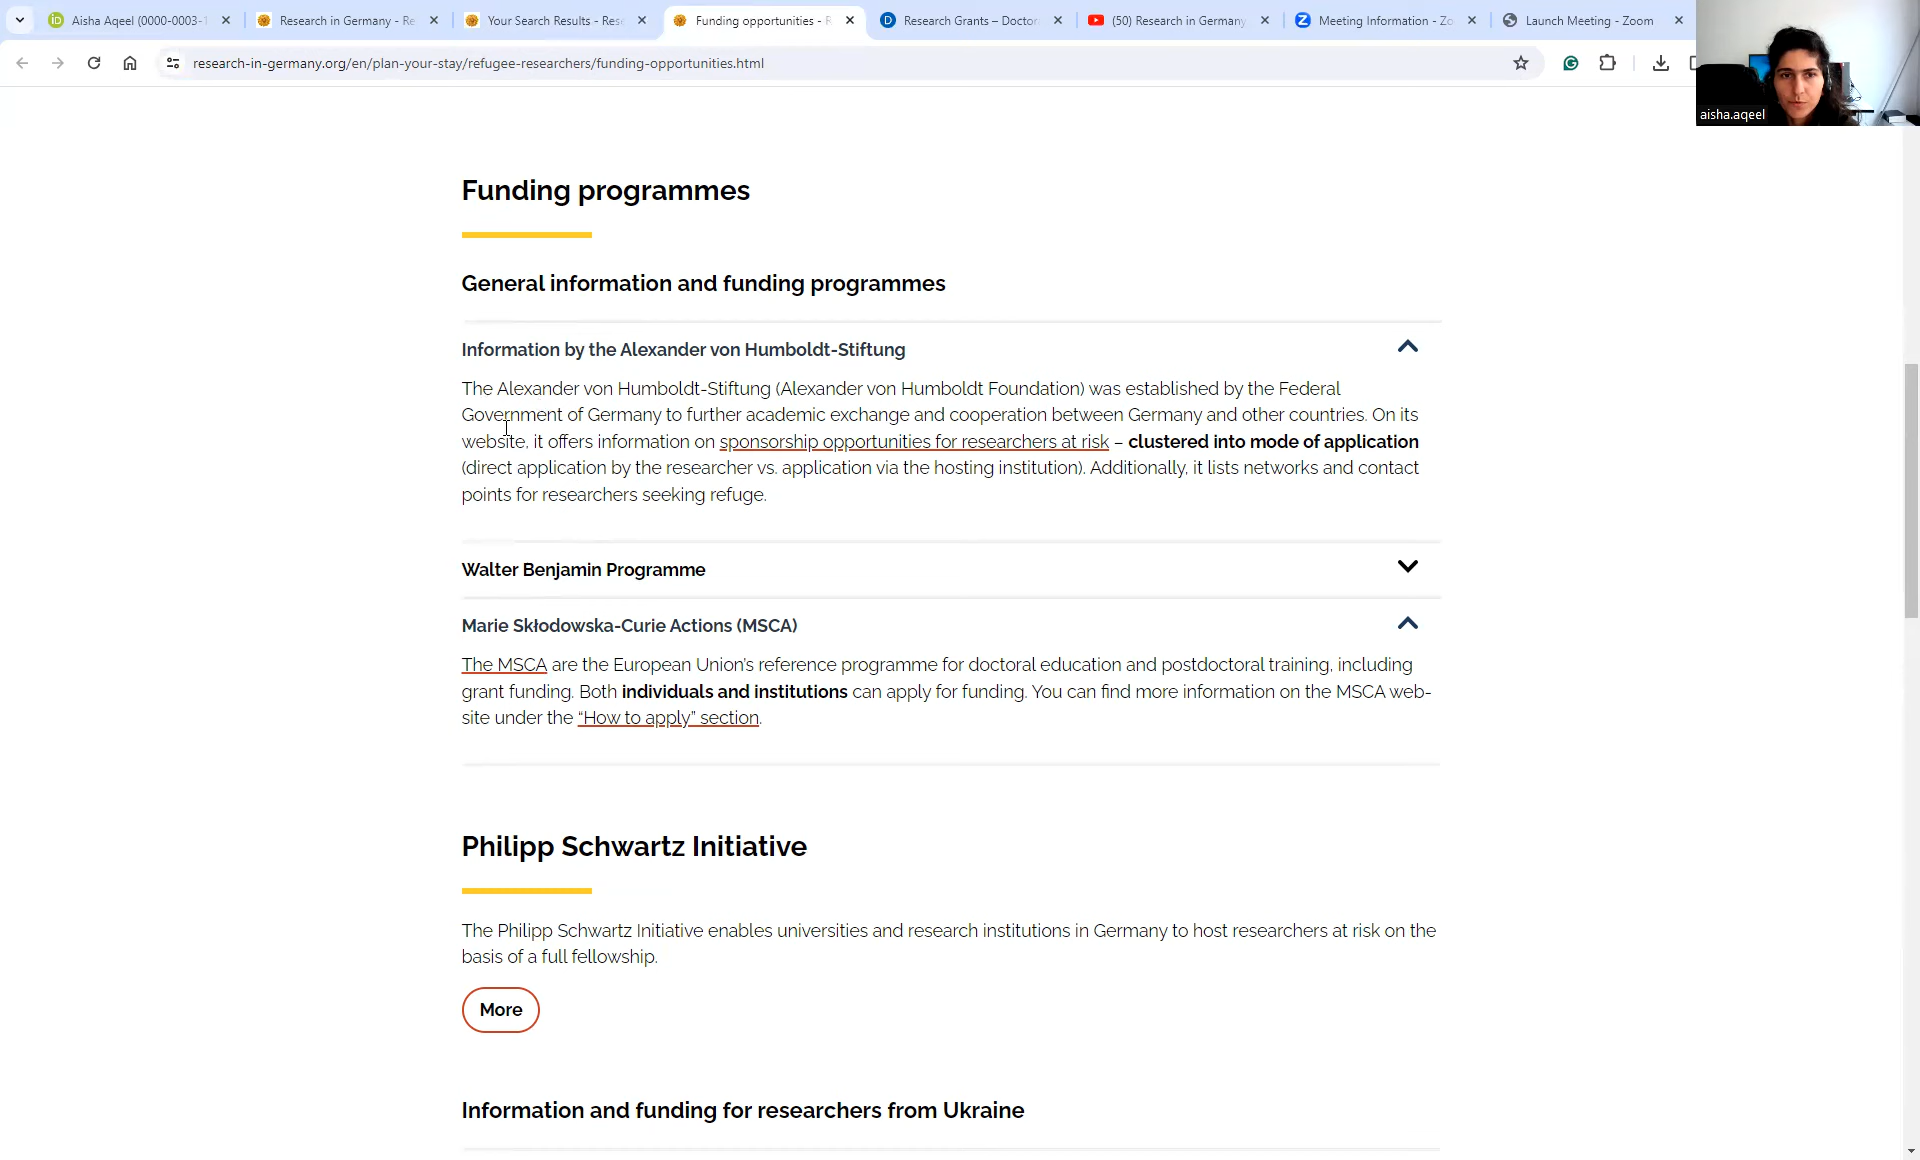 Aisha Aqeel (0000-0003-
Research in Germany - Re
Your Search Results - Rese
Funding opportunities - R
Research Grants – Doctor
(50) Research in Germany
Meeting Information - Zo
Launch Meeting - Zoom
research-in-germany.org/en/plan-your-stay/refugee-researchers/funding-opportunities.html
aisha.aqeel
Funding programmes
General information and funding programmes
Information by the Alexander von Humboldt-Stiftung
The Alexander von Humboldt-Stiftung (Alexander von Humboldt Foundation) was established by the Federal
Government of Germany to further academic exchange and cooperation between Germany and other countries. On its
website, it offers information on sponsorship opportunities for researchers at risk – clustered into mode of application
(direct application by the researcher vs. application via the hosting institution). Additionally, it lists networks and contact
points for researchers seeking refuge.
Walter Benjamin Programme
Marie Skłodowska-Curie Actions (MSCA)
The MSCA are the European Union's reference programme for doctoral education and postdoctoral training, including
grant funding. Both individuals and institutions can apply for funding. You can find more information on the MSCA web-
site under the “How to apply” section.
Philipp Schwartz Initiative
The Philipp Schwartz Initiative enables universities and research institutions in Germany to host researchers at risk on the
basis of a full fellowship.
More
Information and funding for researchers from Ukraine